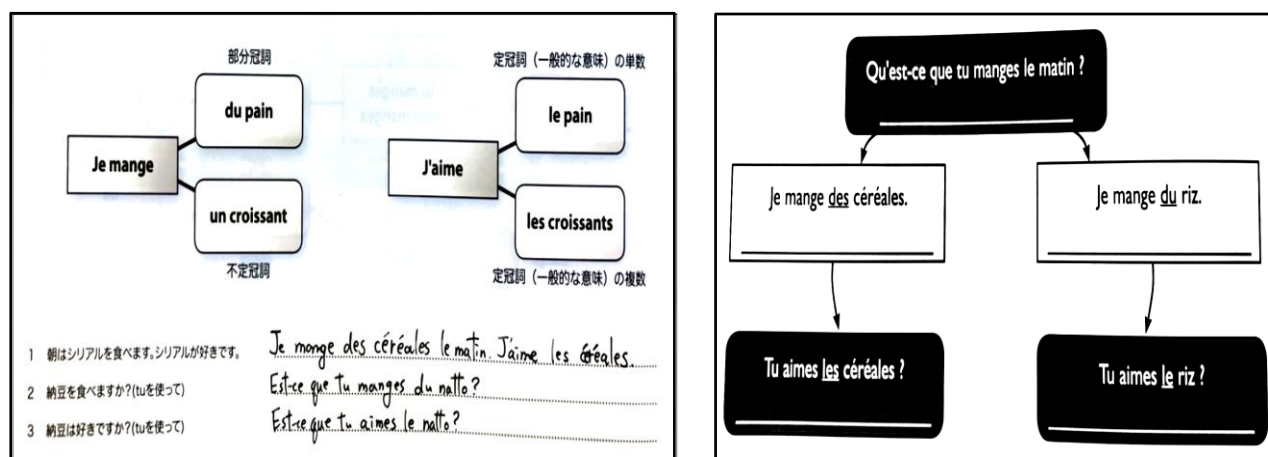 部分冠詞
du pain
Je mange
un croissant
不定冠詞
定冠詞（一般的な意味）の単数
le pain
J'aime
les croissants
定冠詞（一般的な意味）の複数
1 朝はシリアルを食べます。シリアルが好きです。 Je mange des céréales le matin. J'aime les céréales.
2 納豆を食べますか?(tuを使って) Est-ce que tu manges du natto?
3 納豆は好きですか?(tuを使って) Est-ce que tu aimes le natto?
Qu'est-ce que tu manges le matin ?
Je mange des céréales.
Je mange du riz.
Tu aimes les céréales ?
Tu aimes le riz ?